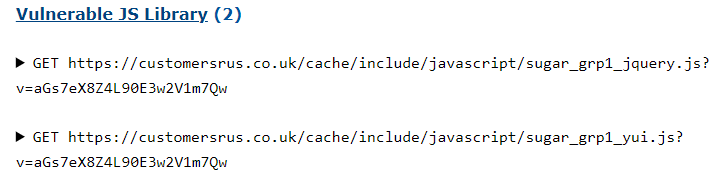 Vulnerable JS Library (2)
▶ GET https://customersrus.co.uk/cache/include/javascript/sugar_grp1_jquery.js?
v=aGs7eX8Z4L90E3w2V1m7Qw
▶ GET https://customersrus.co.uk/cache/include/javascript/sugar_grp1_yui.js?
v=aGs7eX8Z4L90E3w2V1m7Qw